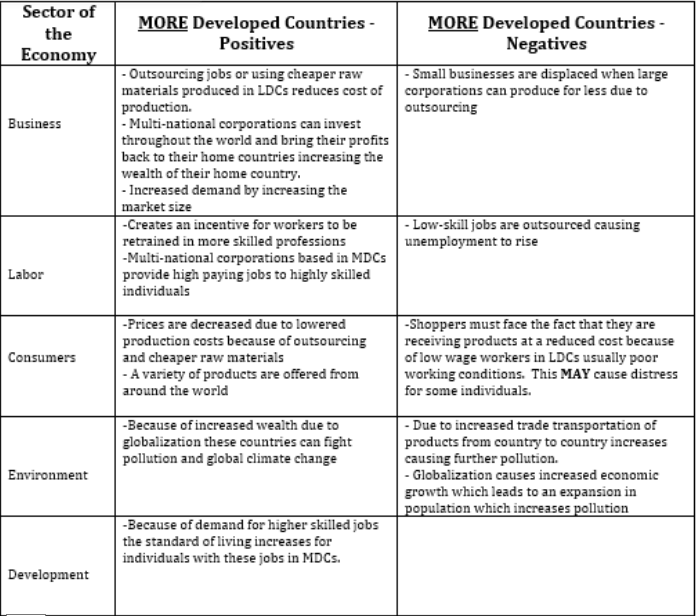 Sector of
the
Economy
MORE Developed Countries -
Positives
MORE Developed Countries -
Negatives
Business
- Outsourcing jobs or using cheaper raw
materials produced in LDCs reduces cost of
production.
- Multi-national corporations can invest
throughout the world and bring their profits
back to their home countries increasing the
wealth of their home country.
- Increased demand by increasing the
market size
- Small businesses are displaced when large
corporations can produce for less due to
outsourcing
Labor
-Creates an incentive for workers to be
retrained in more skilled professions
-Multi-national corporations based in MDCs
provide high paying jobs to highly skilled
individuals
- Low-skill jobs are outsourced causing
unemployment to rise
Consumers
-Prices are decreased due to lowered
production costs because of outsourcing
and cheaper raw materials
- A variety of products are offered from
around the world
-Shoppers must face the fact that they are
receiving products at a reduced cost because
of low wage workers in LDCs usually poor
working conditions. This MAY cause distress
for some individuals.
Environment
-Because of increased wealth due to
globalization these countries can fight
pollution and global climate change
- Due to increased trade transportation of
products from country to country increases
causing further pollution.
- Globalization causes increased economic
growth which leads to an expansion in
population which increases pollution
Development
-Because of demand for higher skilled jobs
the standard of living increases for
individuals with these jobs in MDCs.